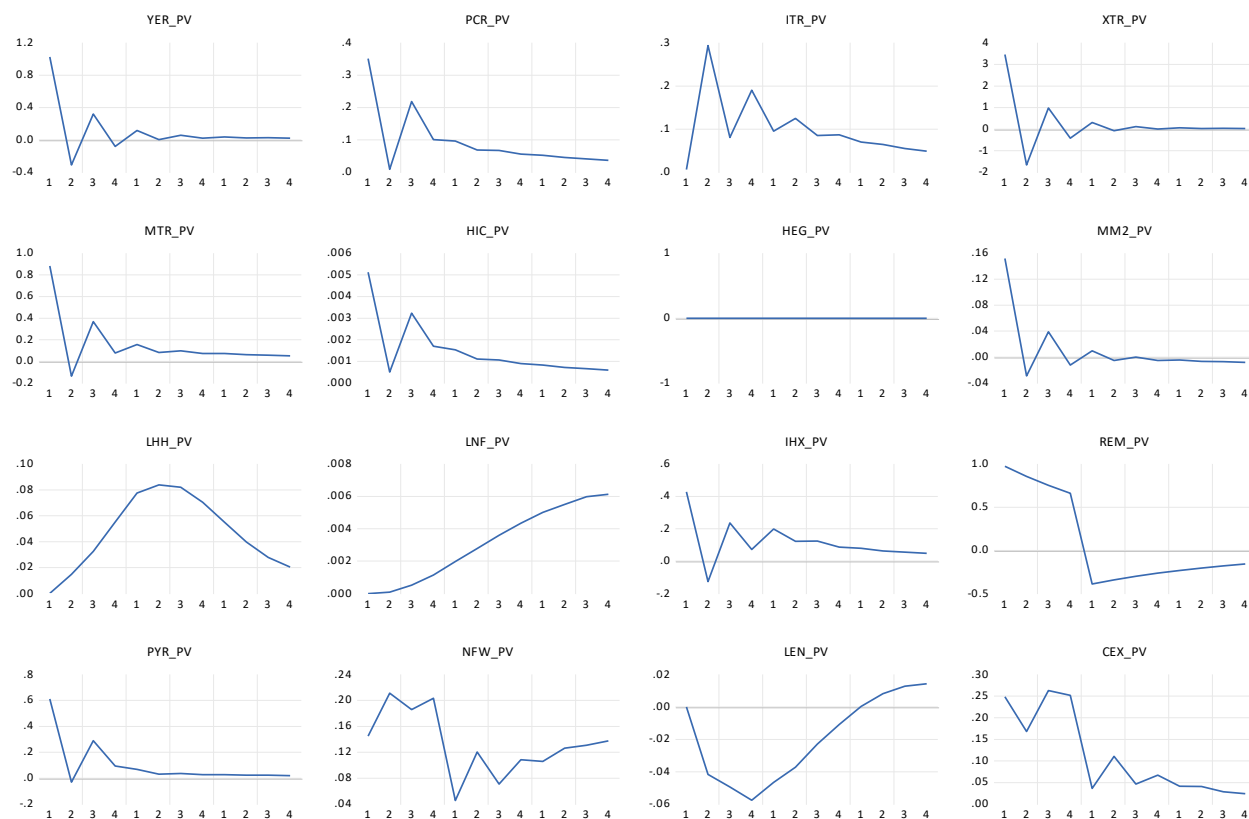 YER_PV
1.2
0.8
0.4
0.0
-0.4
1 2 3 4 1 2 3 4 1 2 3 4
PCR_PV
.4
.3
.2
.1
.0
1 2 3 4 1 2 3 4 1 2 3 4
ITR_PV
.3
.2
.1
.0
1 2 3 4 1 2 3 4 1 2 3 4
XTR_PV
4
3
2
1
0
-1
-2
1 2 3 4 1 2 3 4 1 2 3 4
MTR_PV
1.0
0.8
0.6
0.4
0.2
0.0
-0.2
1 2 3 4 1 2 3 4 1 2 3 4
HIC_PV
.006
.005
.004
.003
.002
.001
.000
1 2 3 4 1 2 3 4 1 2 3 4
HEG_PV
1
0
-1
1 2 3 4 1 2 3 4 1 2 3 4
MM2_PV
.16
.12
.08
.04
.00
-.04
1 2 3 4 1 2 3 4 1 2 3 4
LHH_PV
.10
.08
.06
.04
.02
.00
1 2 3 4 1 2 3 4 1 2 3 4
LNF_PV
.008
.006
.004
.002
.000
1 2 3 4 1 2 3 4 1 2 3 4
IHX_PV
.6
.4
.2
.0
-.2
1 2 3 4 1 2 3 4 1 2 3 4
REM_PV
1.0
0.5
0.0
-0.5
1 2 3 4 1 2 3 4 1 2 3 4
PYR_PV
.8
.6
.4
.2
.0
-.2
1 2 3 4 1 2 3 4 1 2 3 4
NFW_PV
.24
.20
.16
.12
.08
.04
1 2 3 4 1 2 3 4 1 2 3 4
LEN_PV
.02
.00
-.02
-.04
-.06
1 2 3 4 1 2 3 4 1 2 3 4
CEX_PV
.30
.25
.20
.15
.10
.05
.00
1 2 3 4 1 2 3 4 1 2 3 4